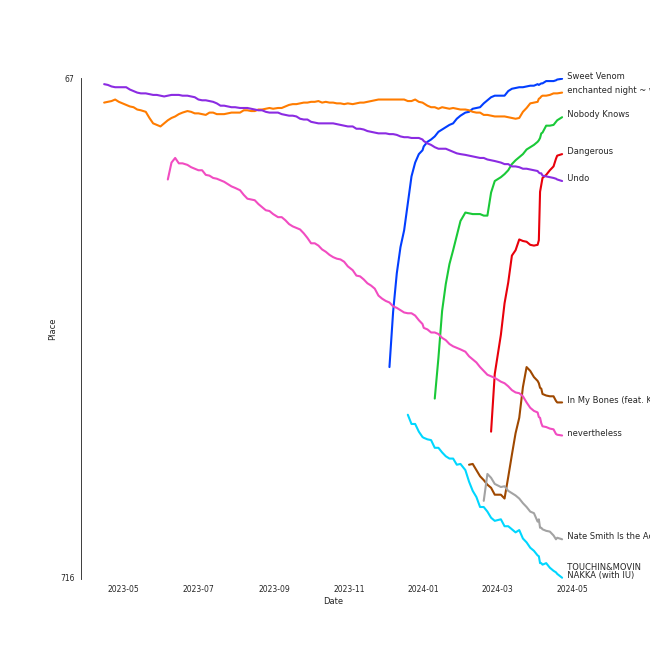 67
Sweet Venom
enchanted night ~
Nobody Knows
Dangerous
Undo
Place
In My Bones (feat.
nevertheless
Nate Smith Is the
TOUCHIN&MOVIN
NAKKA (with IU)
716
2023-05
2023-07
2023-09
2023-11
2024-01
2024-03
2024-05
Date